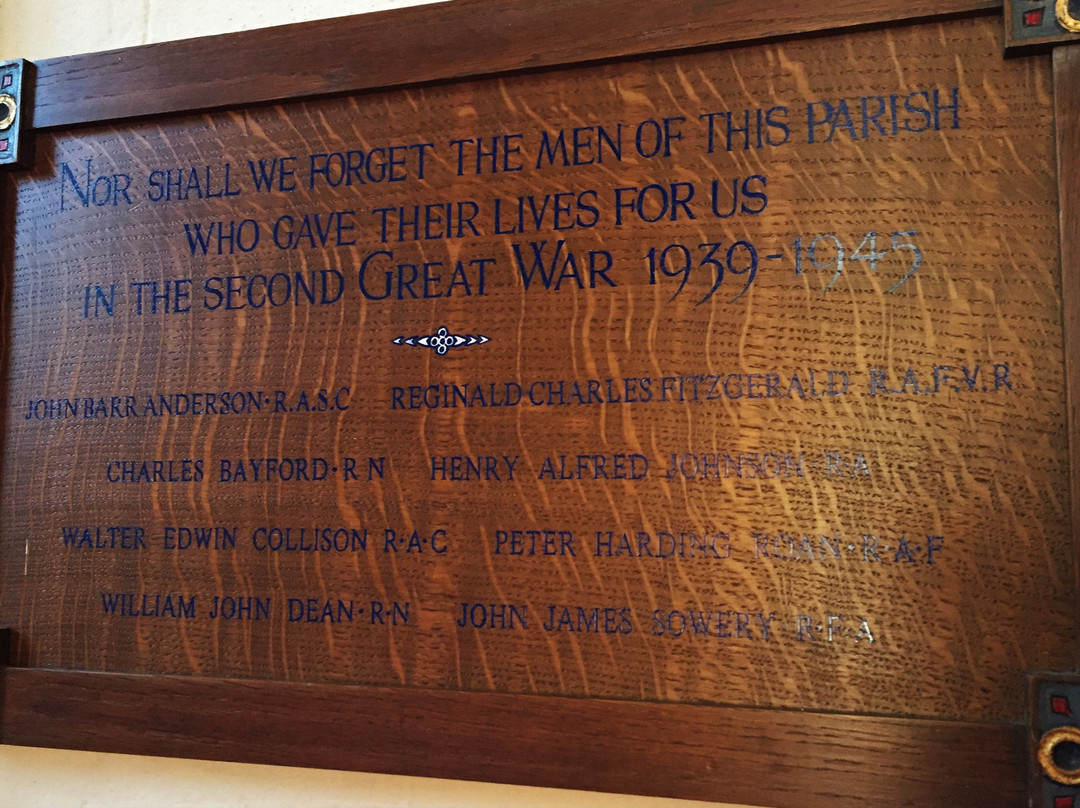 NOR SHALL WE FORGET THE MEN OF THIS PARISH
WHO GAVE THEIR LIVES FOR US
IN THE SECOND GREAT WAR 1939-1945
JOHN BARR ANDERSON·R.A.S.C REGINALD CHARLES FITZGERALD R.A.F.V.R
CHARLES BAYFORD·R N HENRY ALFRED JOHNSON·R·A
WALTER EDWIN COLLISON R·A·C PETER HARDING ROAN·R·A·F
WILLIAM JOHN DEAN·R·N JOHN JAMES SOWERY R·F·A